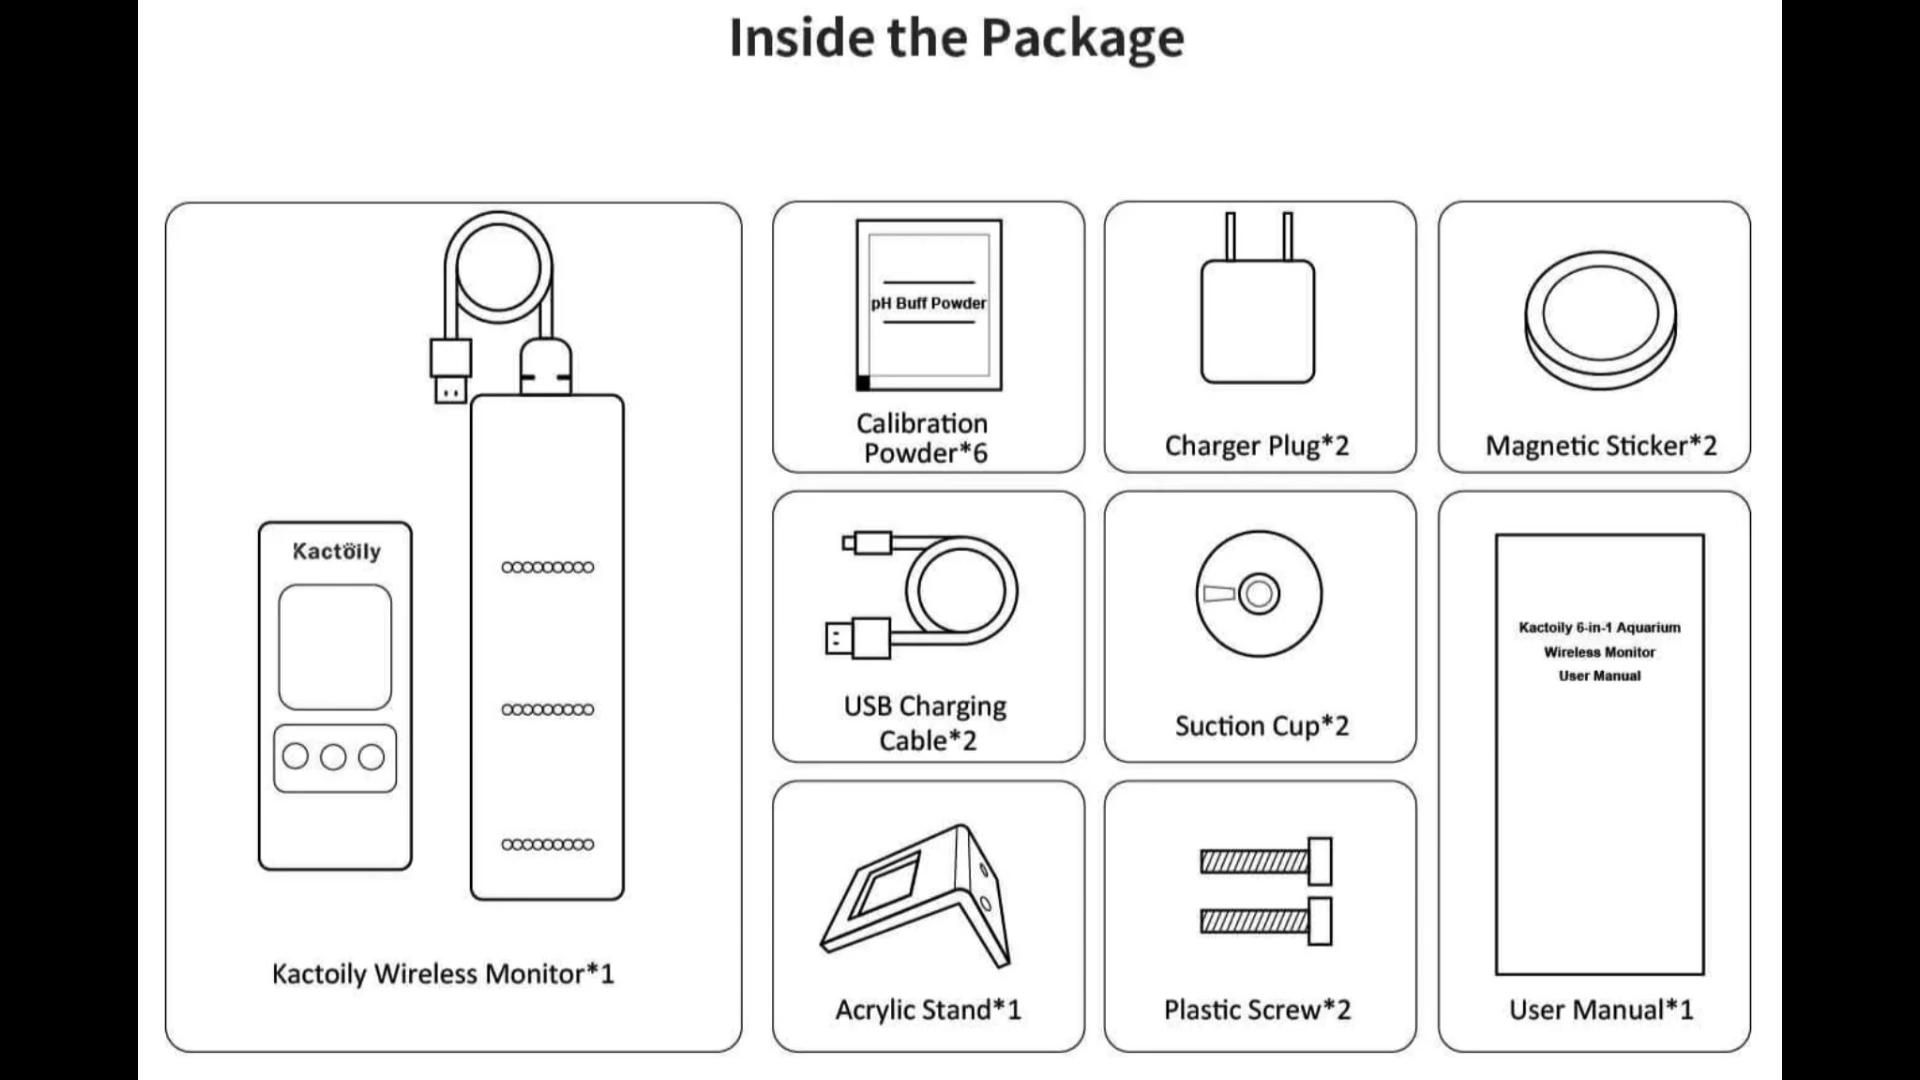 Inside the Package
Kactöily
Kactoily Wireless Monitor*1
pH Buff Powder
Calibration
Powder*6
Charger Plug*2
Magnetic Sticker*2
USB Charging
Cable*2
Suction Cup*2
Kactoily 6-in-1 Aquarium
Wireless Monitor
User Manual
Acrylic Stand*1
Plastic Screw*2
User Manual*1